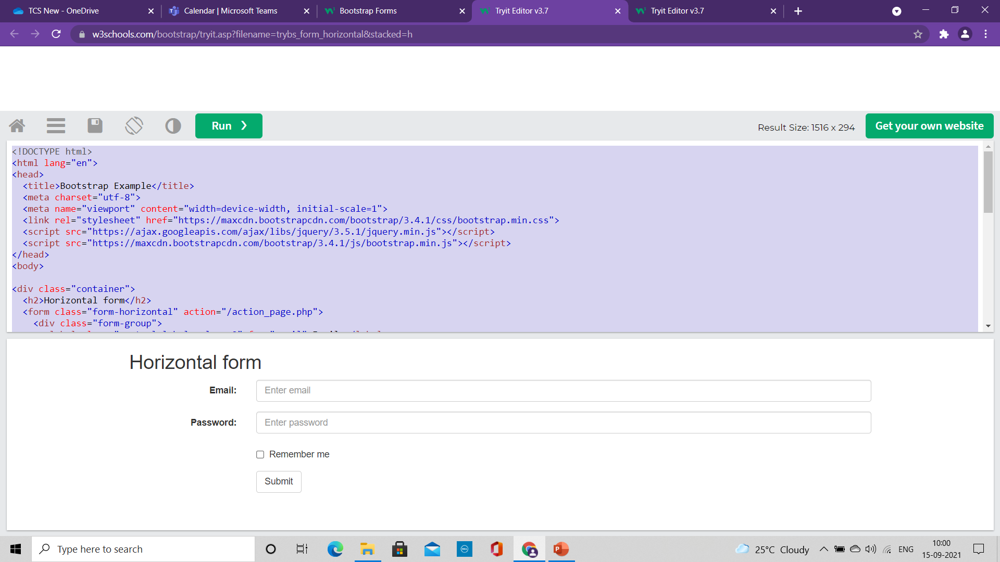 TCS New - OneDrive
Calendar | Microsoft Teams
Bootstrap Forms
Tryit Editor v3.7
Tryit Editor v3.7
w3schools.com/bootstrap/tryit.asp?filename=trybs_form_horizontal&stacked=h
Run ❯
Result Size: 1516 x 294
Get your own website
<!DOCTYPE html>
<html lang="en">
<head>
  <title>Bootstrap Example</title>
  <meta charset="utf-8">
  <meta name="viewport" content="width=device-width, initial-scale=1">
  <link rel="stylesheet" href="https://maxcdn.bootstrapcdn.com/bootstrap/3.4.1/css/bootstrap.min.css">
  <script src="https://ajax.googleapis.com/ajax/libs/jquery/3.5.1/jquery.min.js"></script>
  <script src="https://maxcdn.bootstrapcdn.com/bootstrap/3.4.1/js/bootstrap.min.js"></script>
</head>
<body>
<div class="container">
  <h2>Horizontal form</h2>
  <form class="form-horizontal" action="/action_page.php">
    <div class="form-group">
Horizontal form
Email: Enter email
Password: Enter password
Remember me
Submit
Type here to search
25°C Cloudy
ENG
10:00
15-09-2021